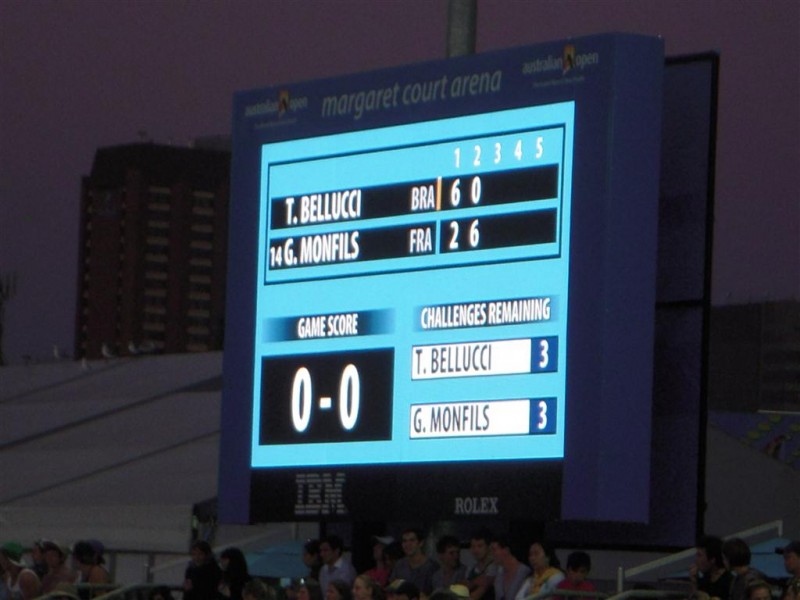 australian open
margaret court arena
australian open
1 2 3 4 5
T. BELLUCCI BRA 6 0
14 G. MONFILS FRA 2 6
GAME SCORE
0 - 0
CHALLENGES REMAINING
T. BELLUCCI 3
G. MONFILS 3
IBM
ROLEX